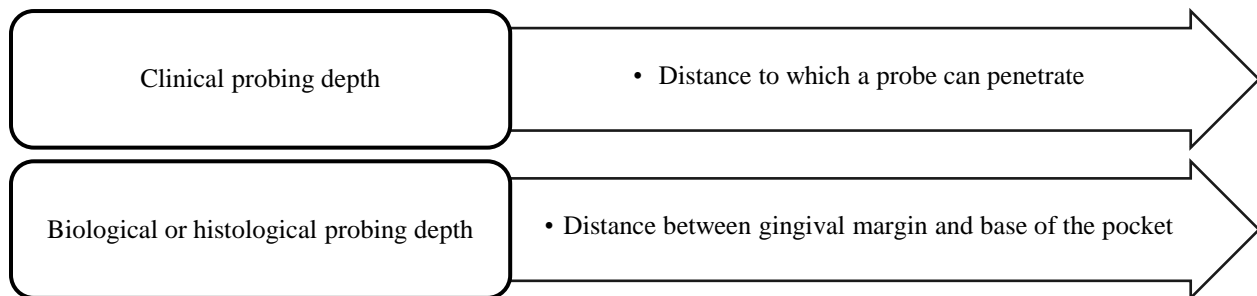 Clinical probing depth
• Distance to which a probe can penetrate
Biological or histological probing depth
• Distance between gingival margin and base of the pocket